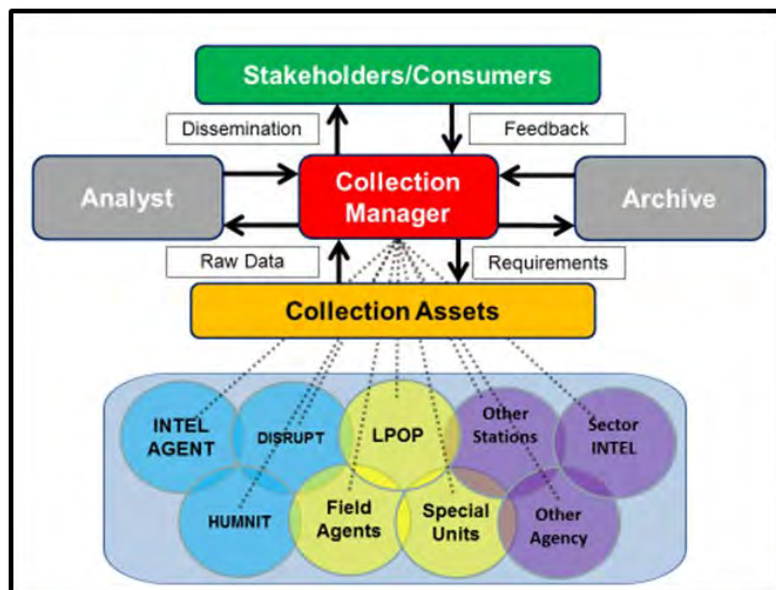 Stakeholders/Consumers
Dissemination
Feedback
Analyst
Collection
Manager
Archive
Raw Data
Requirements
Collection Assets
INTEL
AGENT
DISRUPT
LPOP
Other
Stations
Sector
INTEL
HUMNIT
Field
Agents
Special
Units
Other
Agency